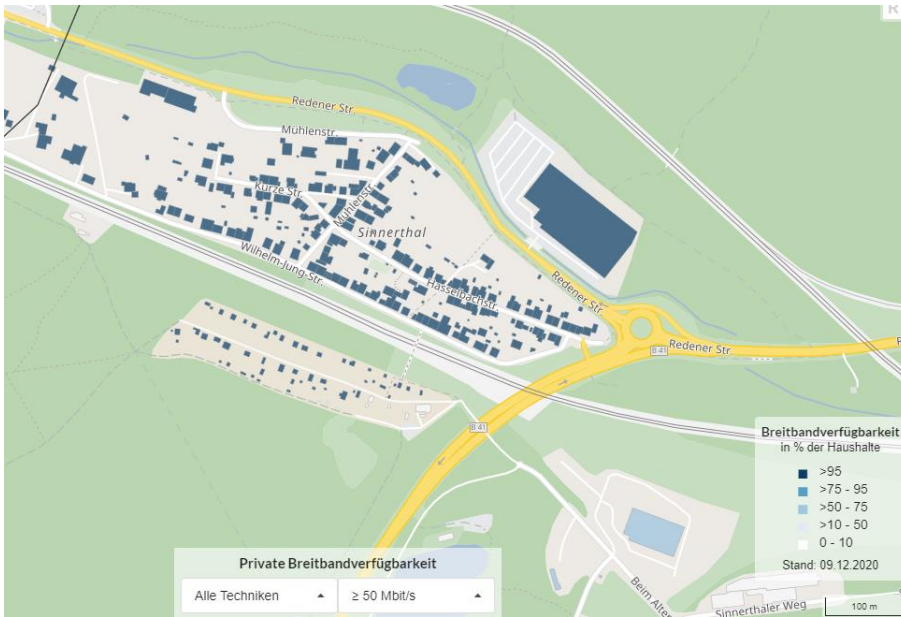 R
Redener Str.
Mühlenstr.
Kurze Str.
Mühlenstr.
Sinnerthal
Wilhelm-Jung-Str.
Hasselbachstr.
Redener Str.
Redener Str
B 41
B 41
Breitbandverfügbarkeit
in % der Haushalte
>95
>75 - 95
>50 - 75
>10 - 50
0 - 10
Stand: 09.12.2020
Private Breitbandverfügbarkeit
Alle Techniken
≥ 50 Mbit/s
Beim Alten
Sinnerthaler Weg
100 m